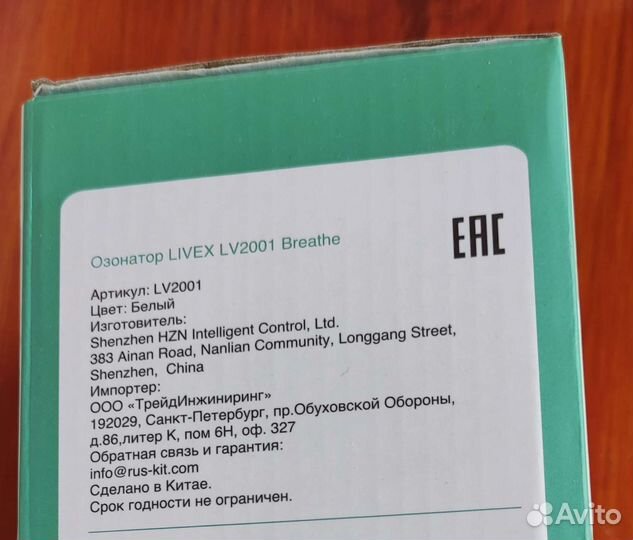 Озонатор LIVEX LV2001 Breathe
EAC
Артикул: LV2001
Цвет: Белый
Изготовитель:
Shenzhen HZN Intelligent Control, Ltd.
383 Ainan Road, Nanlian Community, Longgang Street,
Shenzhen, China
Импортер:
ООО «ТрейдИнжиниринг»
192029, Санкт-Петербург, пр.Обуховской Обороны,
д.86,литер К, пом 6Н, оф. 327
Обратная связь и гарантия:
info@rus-kit.com
Сделано в Китае.
Срок годности не ограничен.
Avito